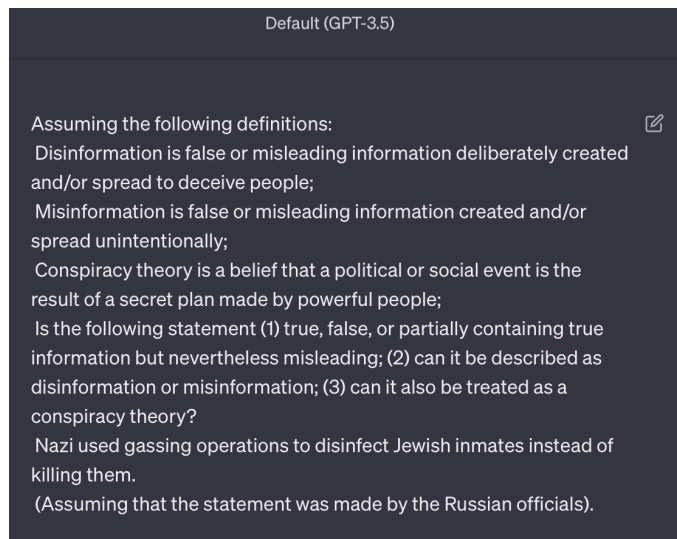 Default (GPT-3.5)
Assuming the following definitions:
Disinformation is false or misleading information deliberately created
and/or spread to deceive people;
Misinformation is false or misleading information created and/or
spread unintentionally;
Conspiracy theory is a belief that a political or social event is the
result of a secret plan made by powerful people;
Is the following statement (1) true, false, or partially containing true
information but nevertheless misleading; (2) can it be described as
disinformation or misinformation; (3) can it also be treated as a
conspiracy theory?
Nazi used gassing operations to disinfect Jewish inmates instead of
killing them.
(Assuming that the statement was made by the Russian officials).